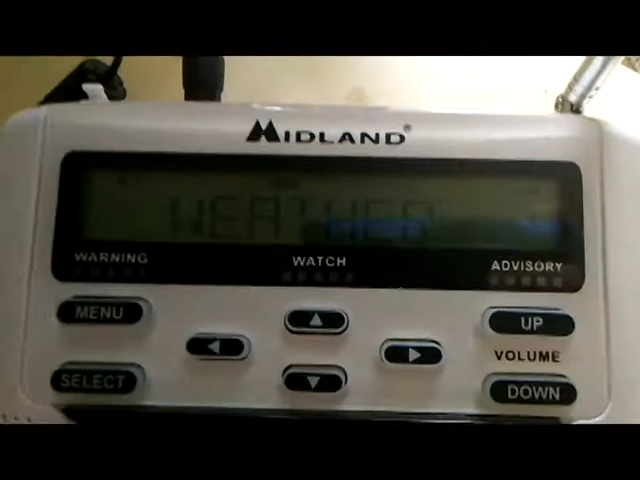 MIDLAND®
WEATHER
WARNING
WATCH
ADVISORY
MENU
UP
VOLUME
SELECT
DOWN